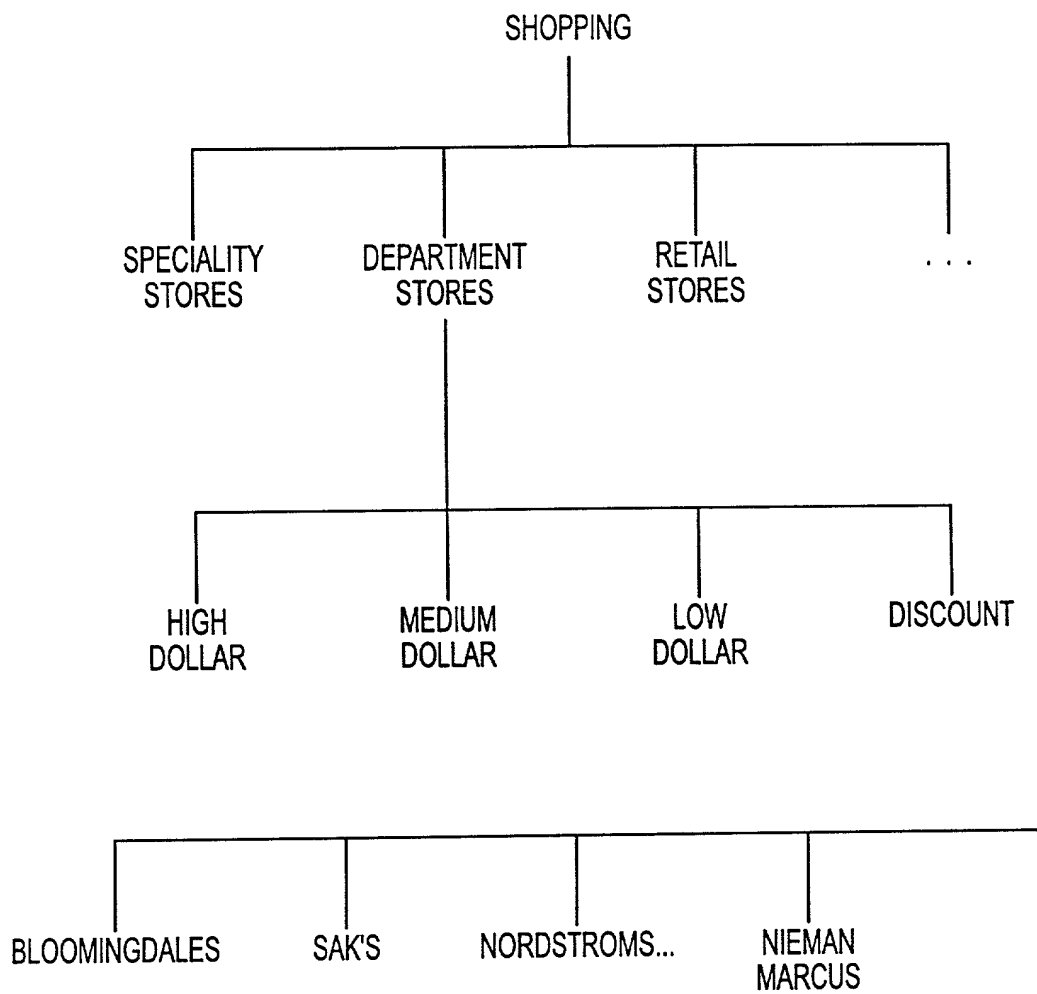 SHOPPING
SPECIALITY
STORES
DEPARTMENT
STORES
RETAIL
STORES
. . .
HIGH
DOLLAR
MEDIUM
DOLLAR
LOW
DOLLAR
DISCOUNT
BLOOMINGDALES
SAK'S
NORDSTROMS...
NIEMAN
MARCUS